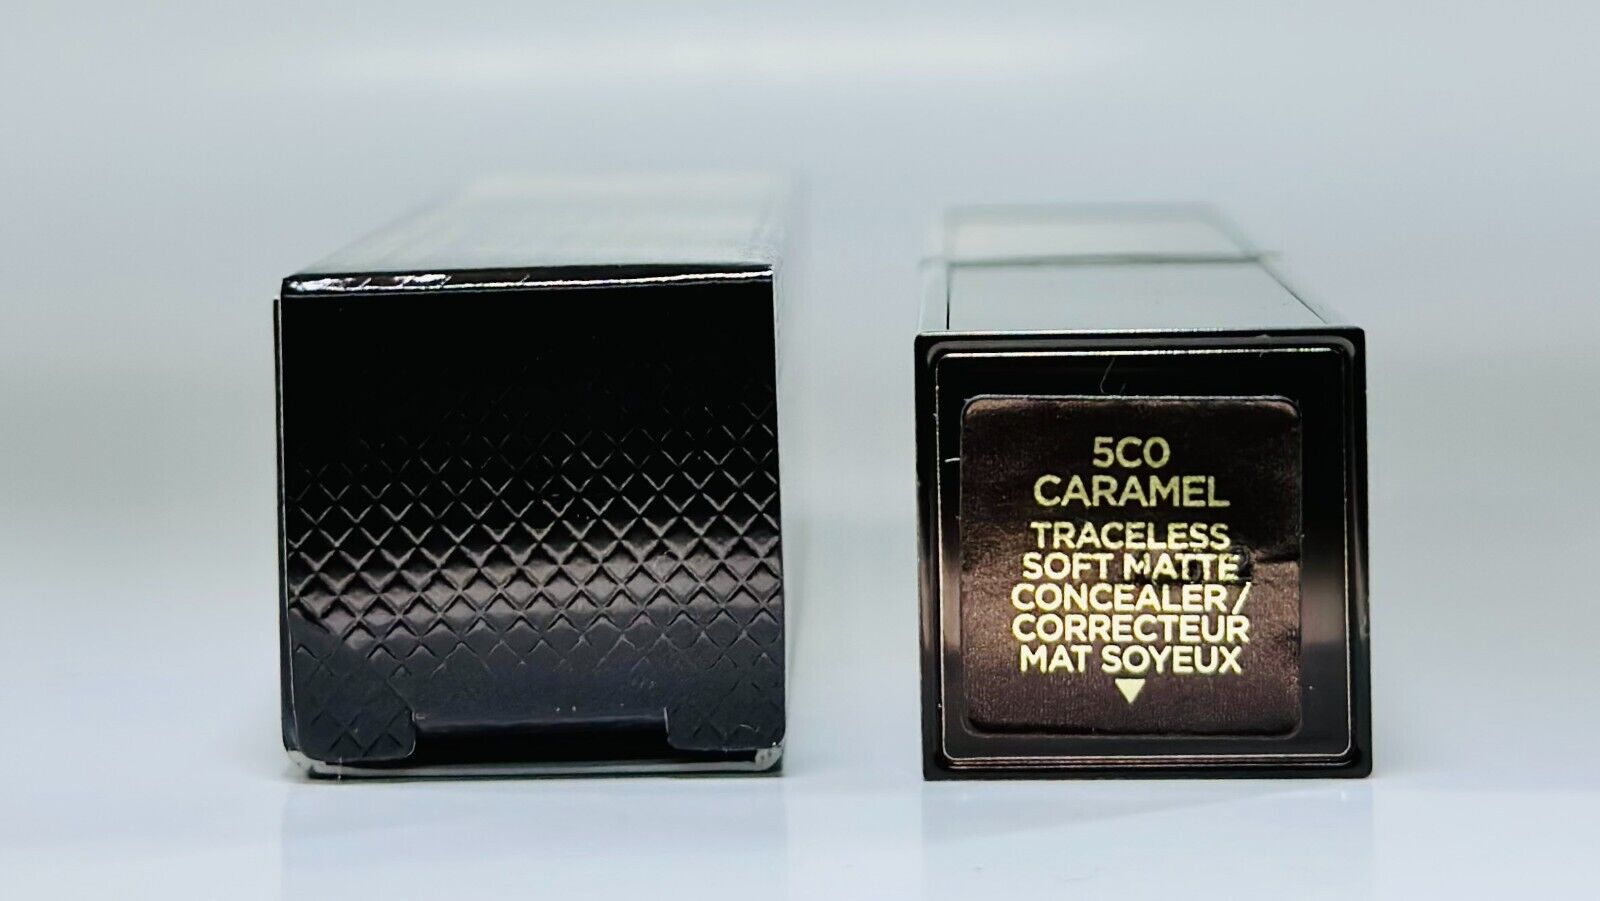 5C0
CARAMEL
TRACELESS
SOFT MATTE
CONCEALER/
CORRECTEUR
MAT SOYEUX